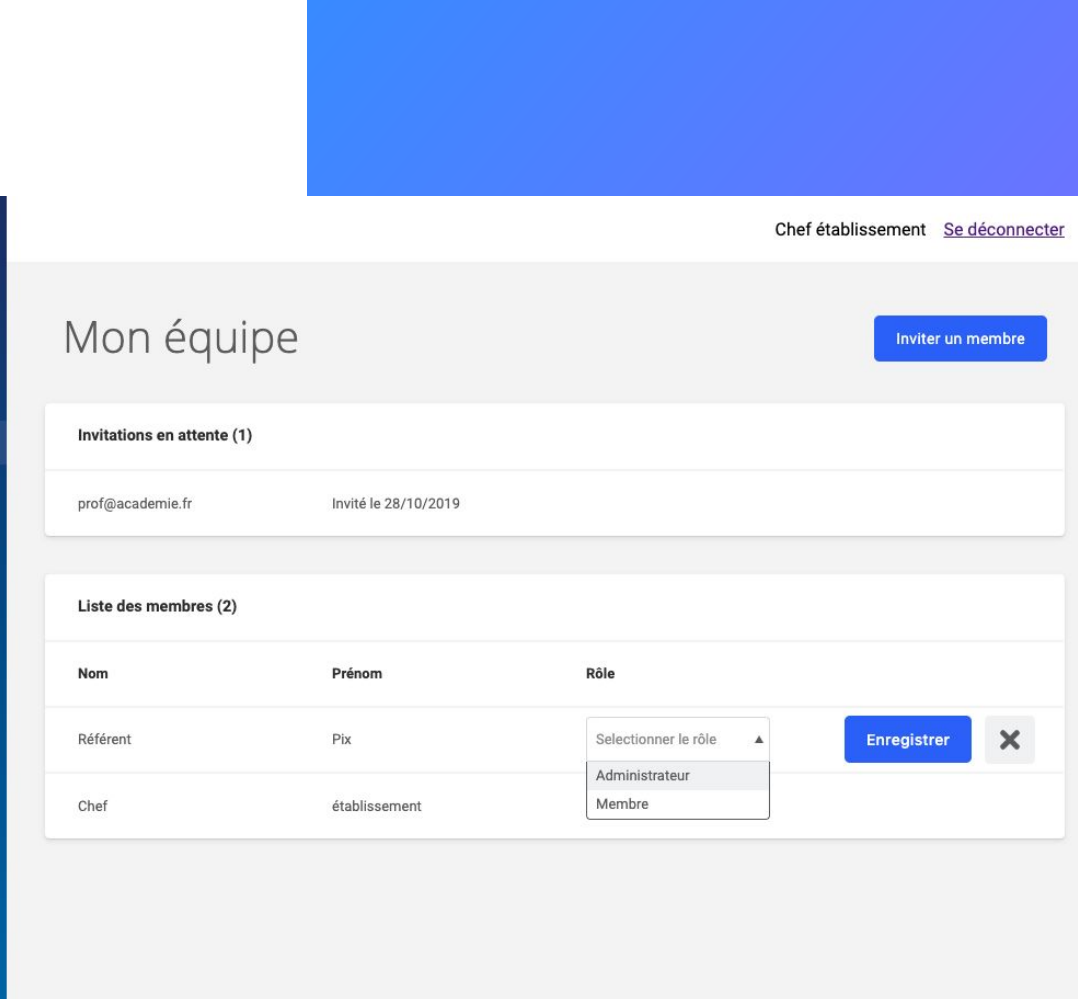 Chef établissement Se déconnecter
Mon équipe
Inviter un membre
Invitations en attente (1)
prof@academie.fr Invité le 28/10/2019
Liste des membres (2)
Nom Prénom Rôle
Référent Pix Selectionner le rôle Enregistrer
Administrateur
Chef établissement Membre